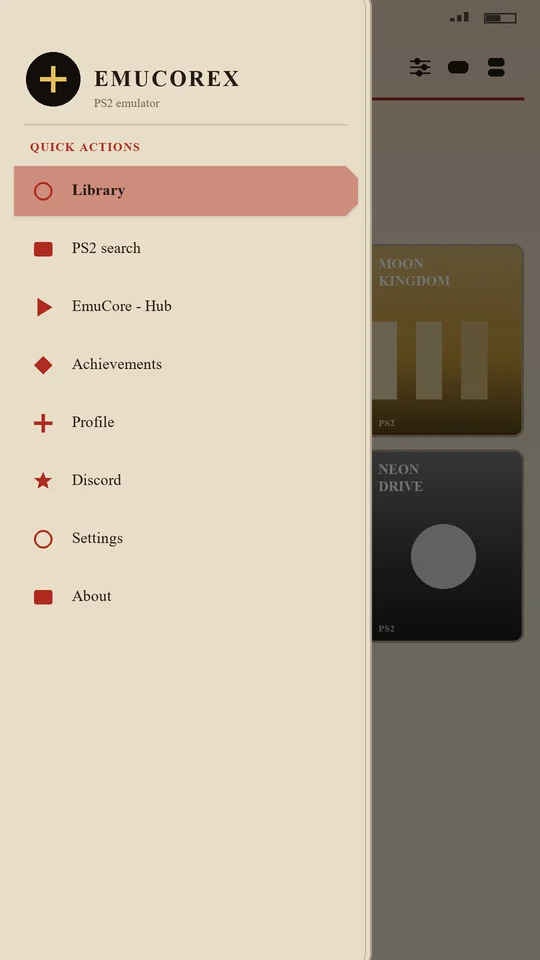 EMUCOREX
PS2 emulator
QUICK ACTIONS
Library
PS2 search
EmuCore - Hub
Achievements
Profile
Discord
Settings
About
MOON
KINGDOM
PS2
NEON
DRIVE
PS2